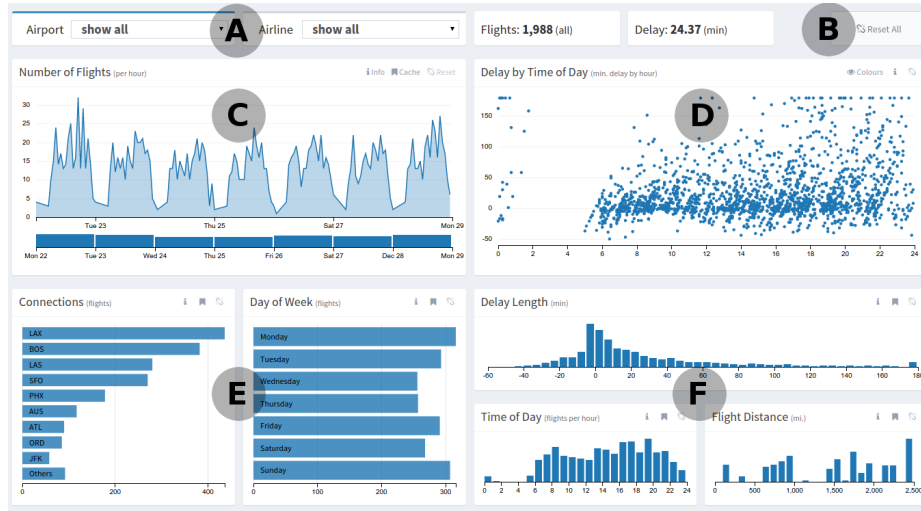 Airport show all A Airline show all Flights: 1,988 (all) Delay: 24.37 (min) B Reset All
Number of Flights (per hour) Info Cache Reset
30
25
20
15
10
5
0
Tue 23 Thu 25 Sat 27 Mon 29
Mon 22 Tue 23 Wed 24 Thu 25 Fri 26 Sat 27 Dec 28 Mon 29
C
Delay by Time of Day (min. delay by hour) Colours i
150
100
50
0
-50
0 2 4 5 6 8 10 12 14 16 18 20 22 24
D
Connections (flights) i
LAX
BOS
LAS
SFO
PHX
AUS
ATL
ORD
JFK
Others
0 200 400
E
Day of Week (flights) i
Monday
Tuesday
Wednesday
Thursday
Friday
Saturday
Sunday
0 100 200 300
Delay Length (min) i
-60 -40 -20 0 20 40 60 80 100 120 140 160 180
F
Time of Day (flights per hour) i
0 2 4 5 6 8 10 12 14 16 18 20 22 24
Flight Distance (mi.) i
0 500 1,000 1,500 2,000 2,500